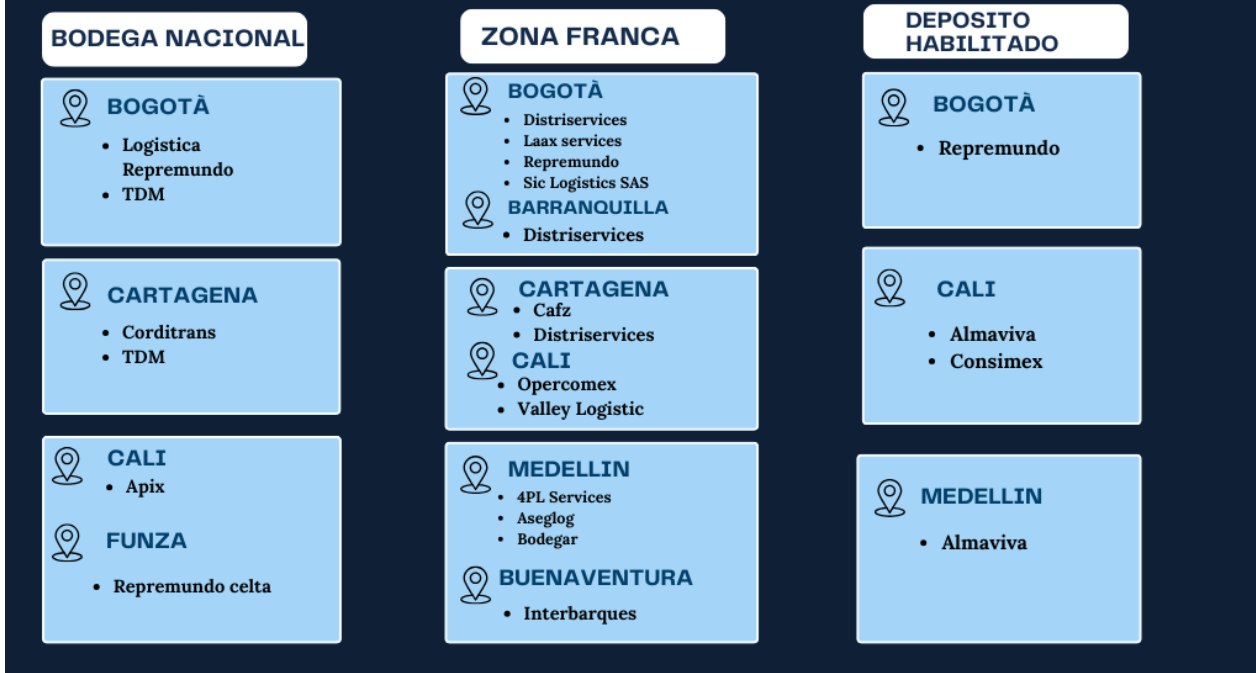 BODEGA NACIONAL
BOGOTÀ
• Logistica
Repremundo
• TDM
CARTAGENA
• Corditrans
• TDM
CALI
• Apix
FUNZA
• Repremundo celta
ZONA FRANCA
BOGOTÀ
• Distriservices
• Laax services
• Repremundo
• Sic Logistics SAS
BARRANQUILLA
• Distriservices
CARTAGENA
• Cafz
• Distriservices
CALI
• Opercomex
• Valley Logistic
MEDELLIN
• 4PL Services
• Aseglog
• Bodegar
BUENAVENTURA
• Interbarques
DEPOSITO
HABILITADO
BOGOTÀ
• Repremundo
CALI
• Almaviva
• Consimex
MEDELLIN
• Almaviva